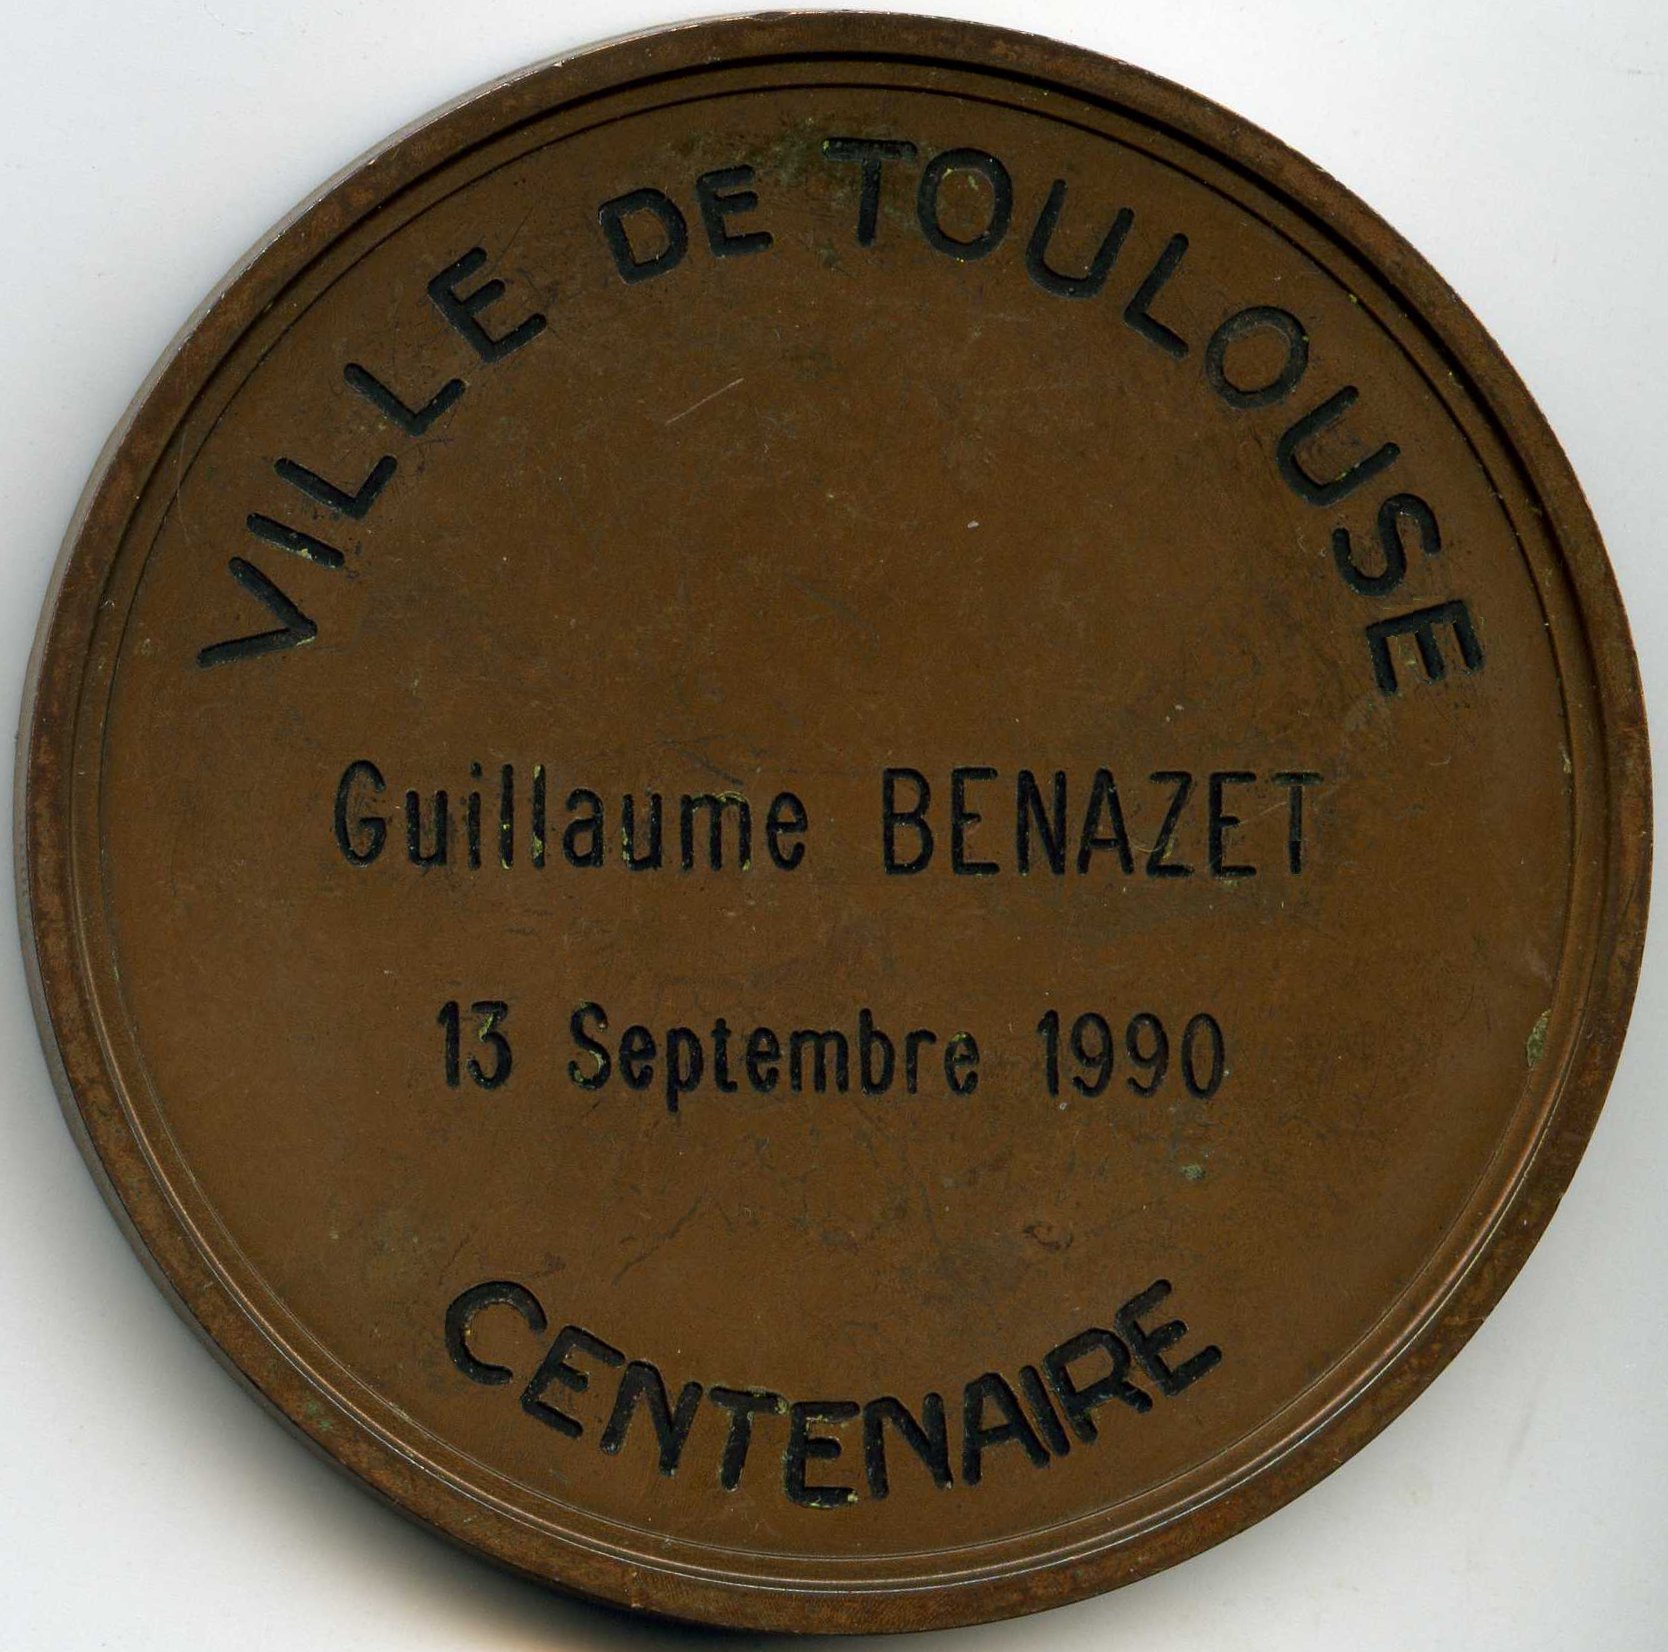 VILLE DE TOULOUSE
Guillaume BENAZET
13 Septembre 1990
CENTENAIRE